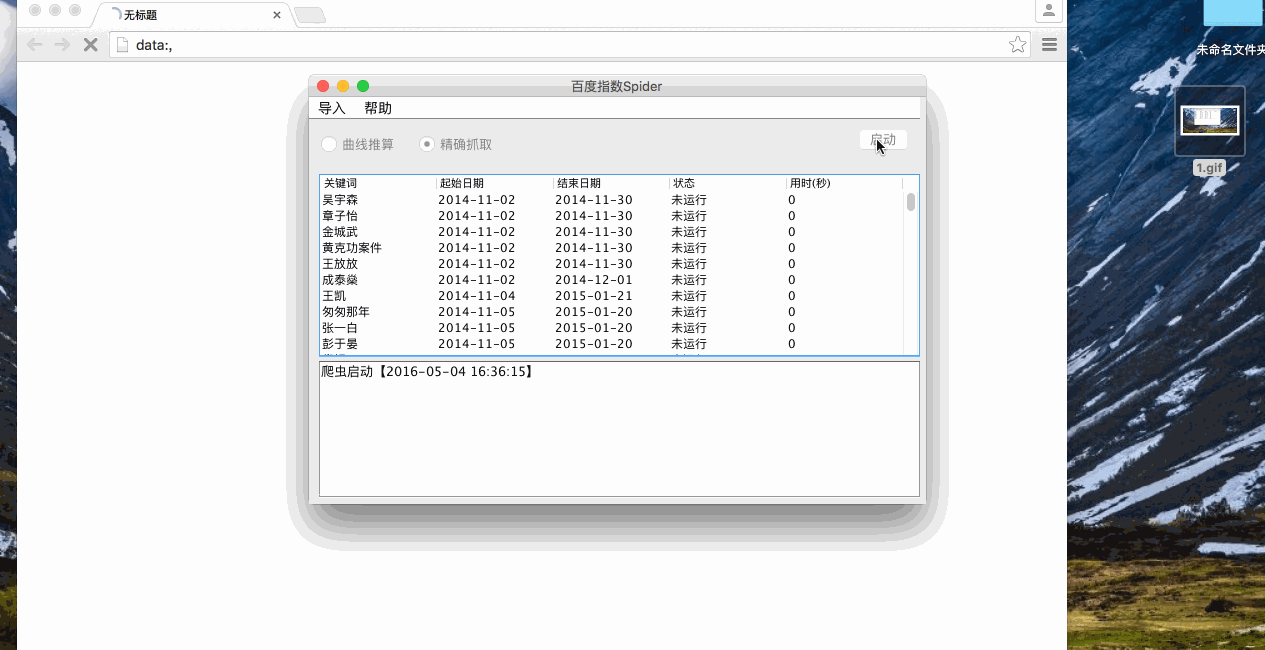 无标题
data:,
未命名文件夹
1.gif
百度指数Spider
导入 帮助
曲线推算 精确抓取 启动
关键词 起始日期 结束日期 状态 用时(秒)
吴宇森 2014-11-02 2014-11-30 未运行 0
章子怡 2014-11-02 2014-11-30 未运行 0
金城武 2014-11-02 2014-11-30 未运行 0
黄克功案件 2014-11-02 2014-11-30 未运行 0
王放放 2014-11-02 2014-11-30 未运行 0
成泰燊 2014-11-02 2014-12-01 未运行 0
王凯 2014-11-04 2015-01-21 未运行 0
匆匆那年 2014-11-05 2015-01-20 未运行 0
张一白 2014-11-05 2015-01-20 未运行 0
彭于晏 2014-11-05 2015-01-20 未运行 0
爬虫启动【2016-05-04 16:36:15】